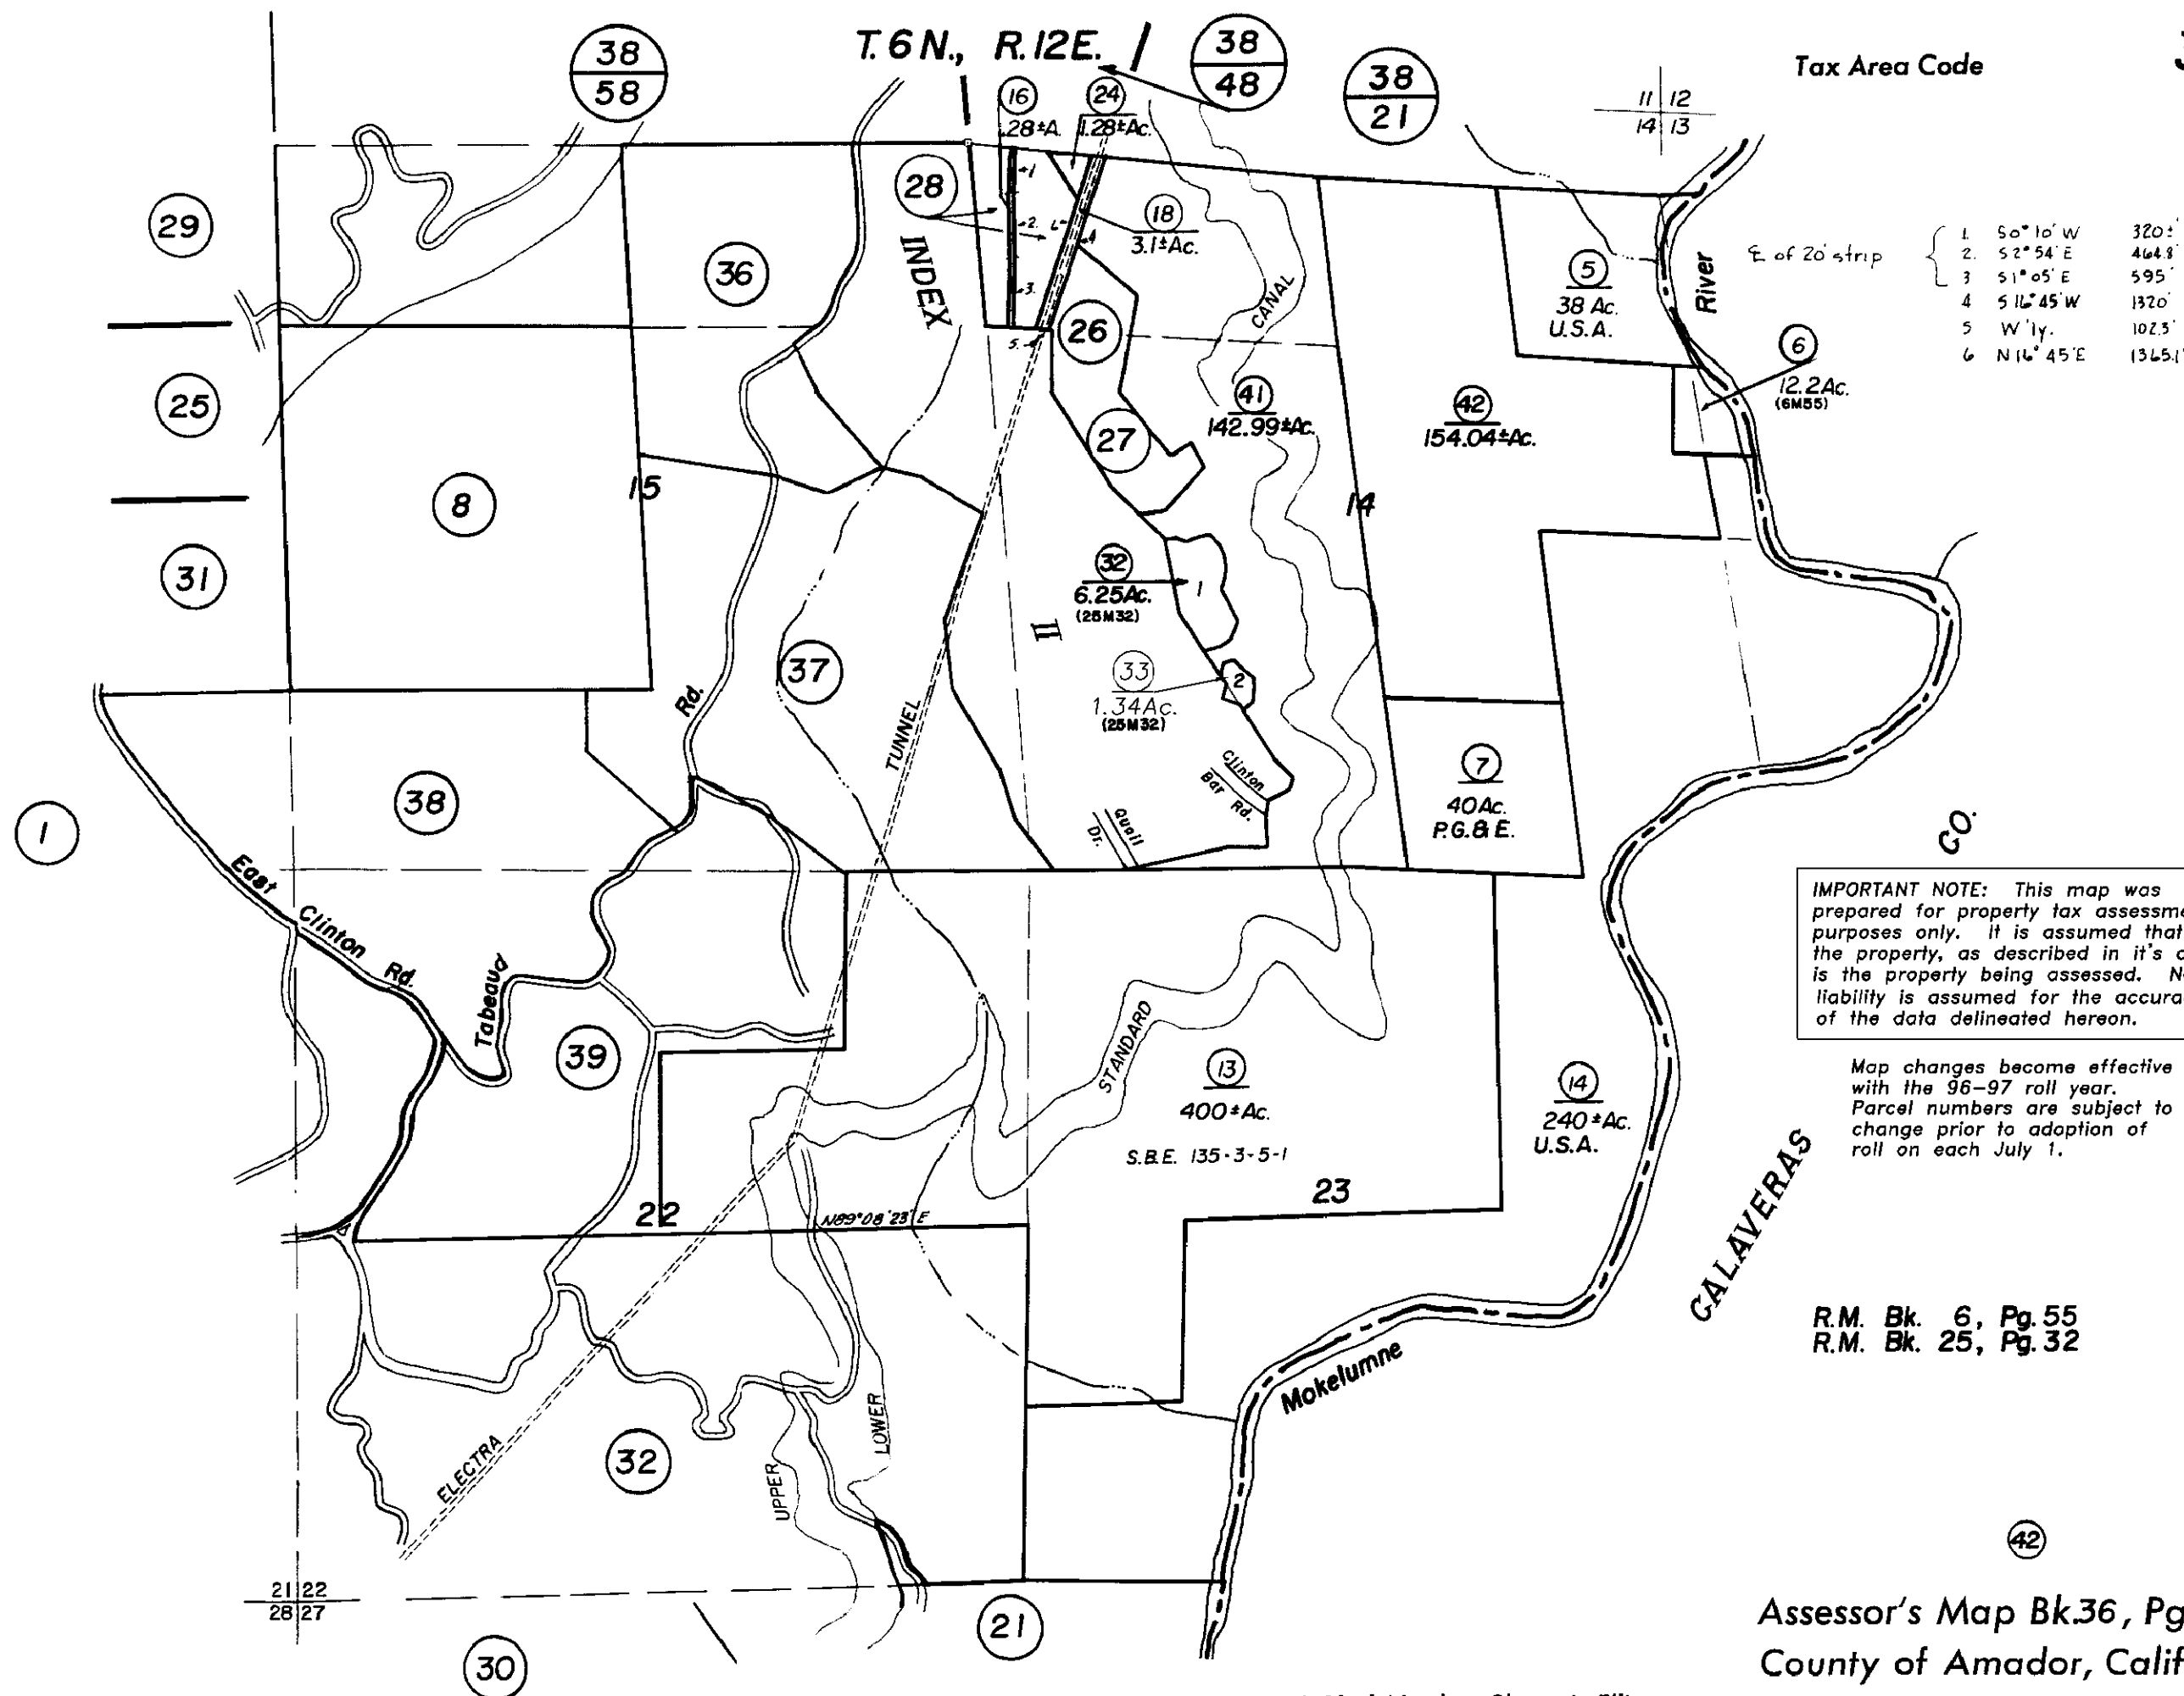 T.6 N., R.12E.
38
58
38
48
38
21
Tax Area Code
11 12
14 13
16
.28±A.
24
1.28±Ac.
28
1
2.
3.
4
5.
6
18
3.1±Ac.
29
36
INDEX
26
CANAL
5
38 Ac.
U.S.A.
River
6
12.2Ac.
(6M55)
℄ of 20' strip
1. S0°10'W 320±'
2. S2°54'E 464.8'
3 S1°05'E 595'
4 S16°45'W 1320'
5 W'ly. 102.3'
6 N16°45'E 1365.1'
25
27
41
142.99±Ac.
42
154.04±Ac.
8
15
14
31
32
6.25Ac.
(25M32)
1
II
37
33
1.34Ac.
(25M32)
2
Rd.
TUNNEL
Clinton
Bar Rd.
Quail
Dr.
7
40Ac.
P.G.& E.
38
1
East Clinton Rd.
Tabeaud
39
STANDARD
13
400±Ac.
S.B.E. 135-3-5-1
14
240±Ac.
U.S.A.
CO.
CALAVERAS
IMPORTANT NOTE: This map was
prepared for property tax assessme
purposes only. It is assumed that
the property, as described in it's d
is the property being assessed. N
liability is assumed for the accura
of the data delineated hereon.
Map changes become effective
with the 96-97 roll year.
Parcel numbers are subject to
change prior to adoption of
roll on each July 1.
22
N89°08'23"E
23
R.M. Bk. 6, Pg. 55
R.M. Bk. 25, Pg. 32
Mokelumne
ELECTRA
32
UPPER
LOWER
21 22
28 27
30
21
42
Assessor's Map Bk.36, Pg
County of Amador, Calif